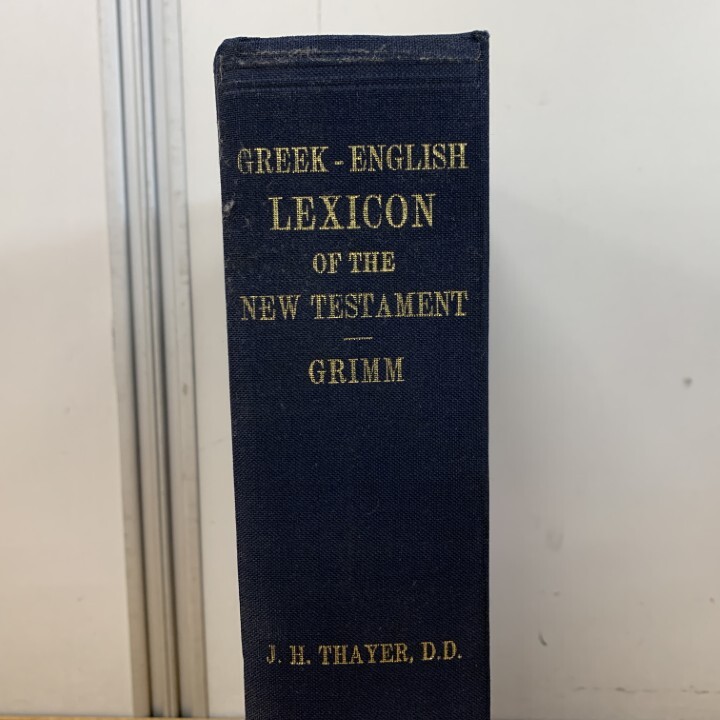 GREEK-ENGLISH
LEXICON
OF THE
NEW TESTAMENT
GRIMM
J. H. THAYER, D.D.